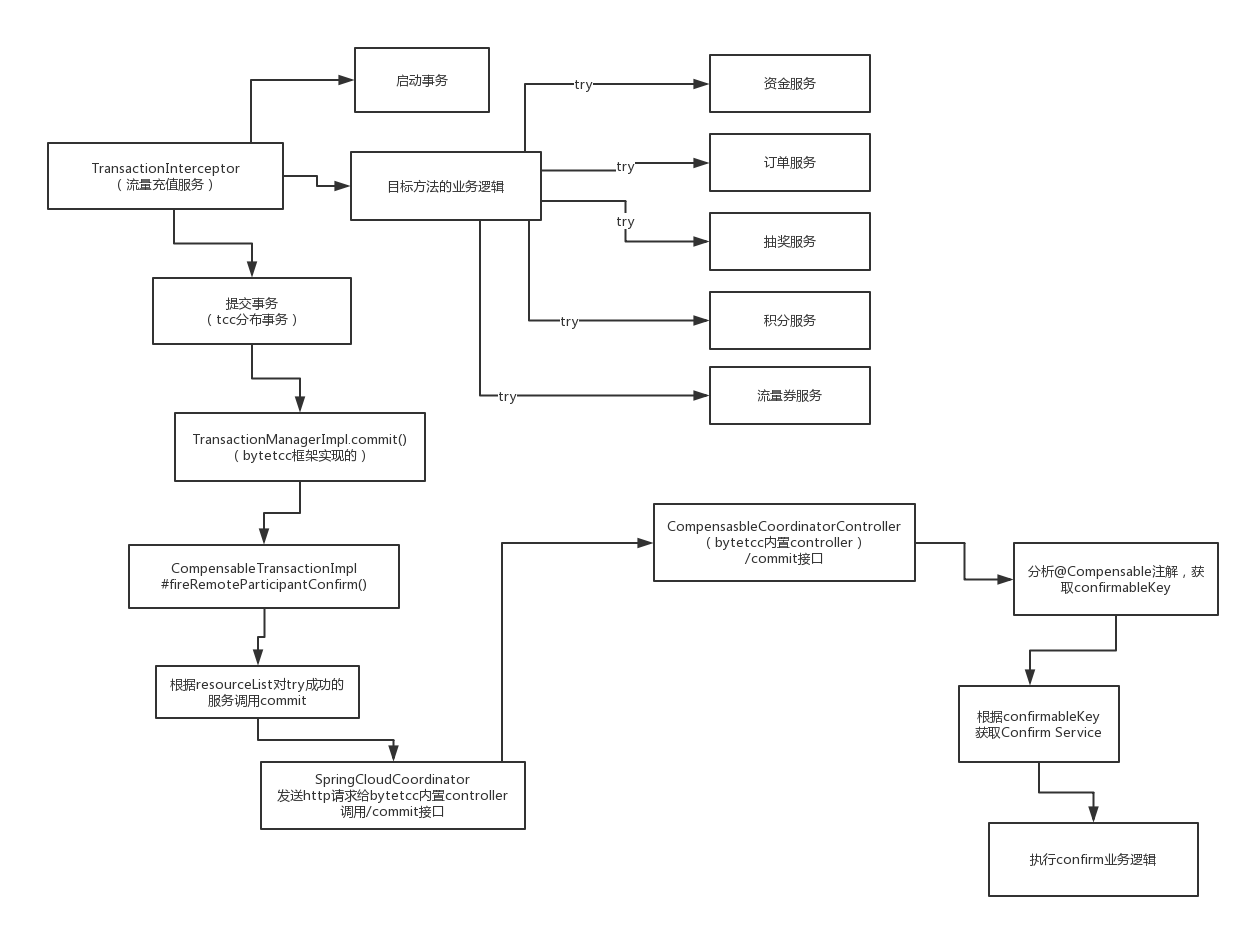 启动事务
TransactionInterceptor
（流量充值服务）
目标方法的业务逻辑
try
资金服务
try
订单服务
try
抽奖服务
try
积分服务
try
流量券服务
提交事务
（tcc分布事务）
TransactionManagerImpl.commit()
（bytetcc框架实现的）
CompensableTransactionImpl
#fireRemoteParticipantConfirm()
根据resourceList对try成功的
服务调用commit
SpringCloudCoordinator
发送http请求给bytetcc内置controller
调用/commit接口
CompensasbleCoordinatorController
（bytetcc内置controller）
/commit接口
分析@Compensable注解，获
取confirmableKey
根据confirmableKey
获取Confirm Service
执行confirm业务逻辑